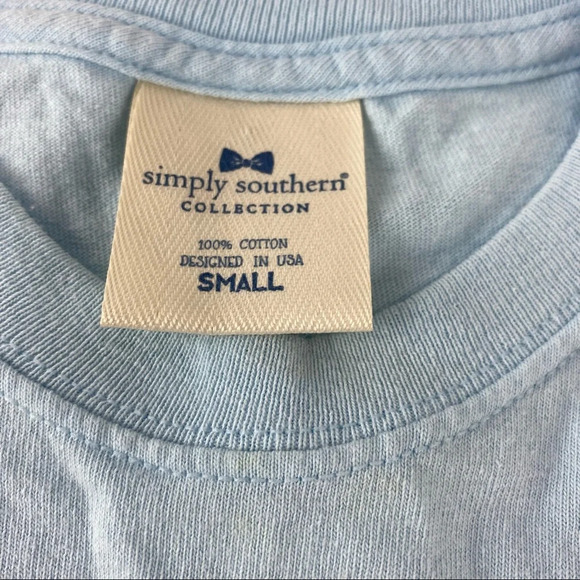 simply southern®
COLLECTION
100% COTTON
DESIGNED IN USA
SMALL